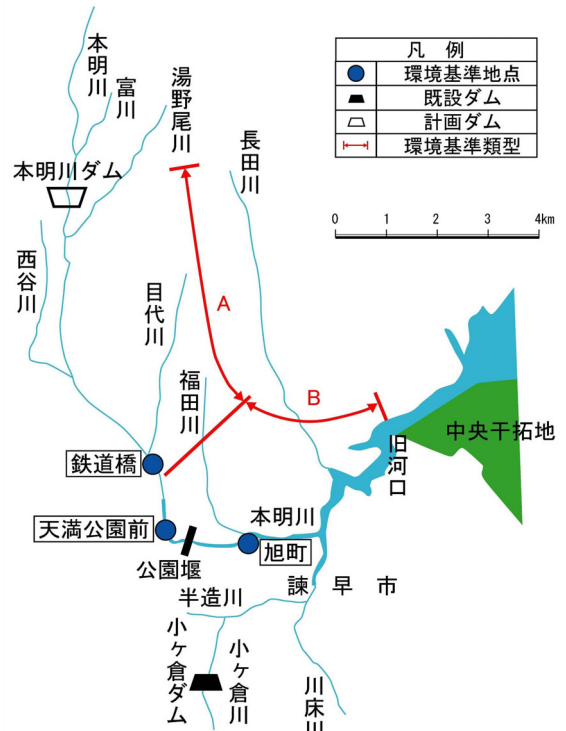 本明川
富川
湯野尾川
長田川
凡例
環境基準地点
既設ダム
計画ダム
環境基準類型
本明川ダム
0 1 2 3 4km
西谷川
目代川
A
福田川
B
中央干拓地
旧河口
鉄道橋
本明川
天満公園前
旭町
公園堰
諫早市
半造川
小ヶ倉ダム
小ヶ倉川
川床川